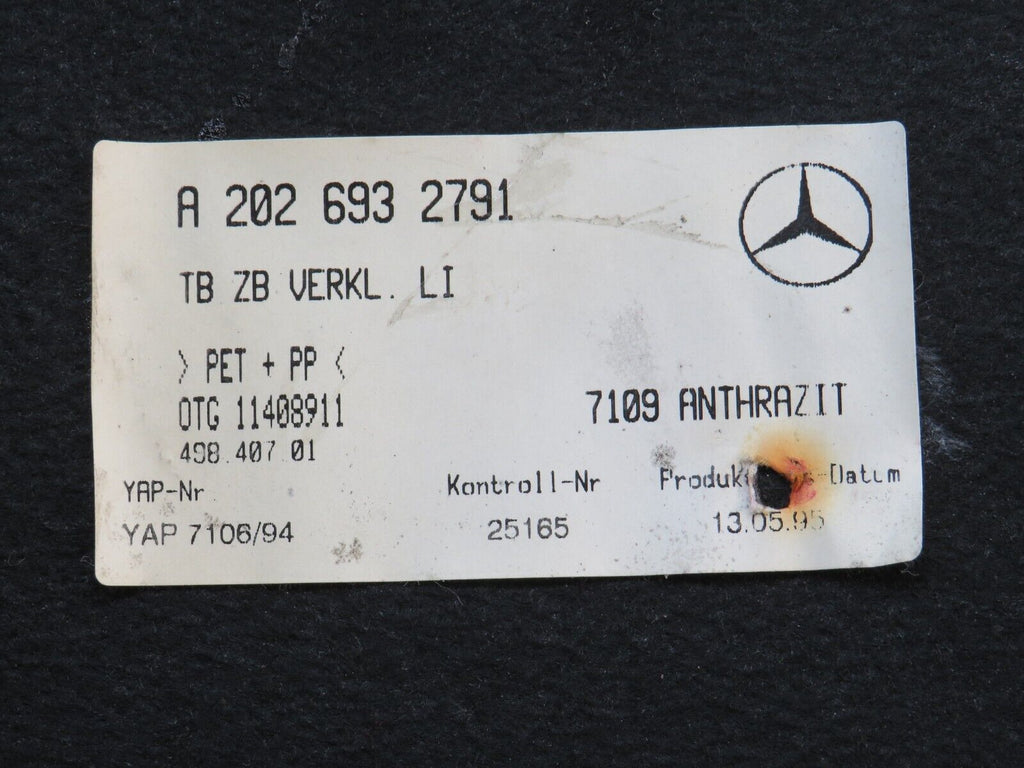 A 202 693 2791
TB ZB VERKL. LI
> PET + PP <
OTG 11408911
7109 ANTHRAZIT
498 407 01
YAP-Nr Kontroll-Nr Datum
YAP 7106/94 25165 13.05.95